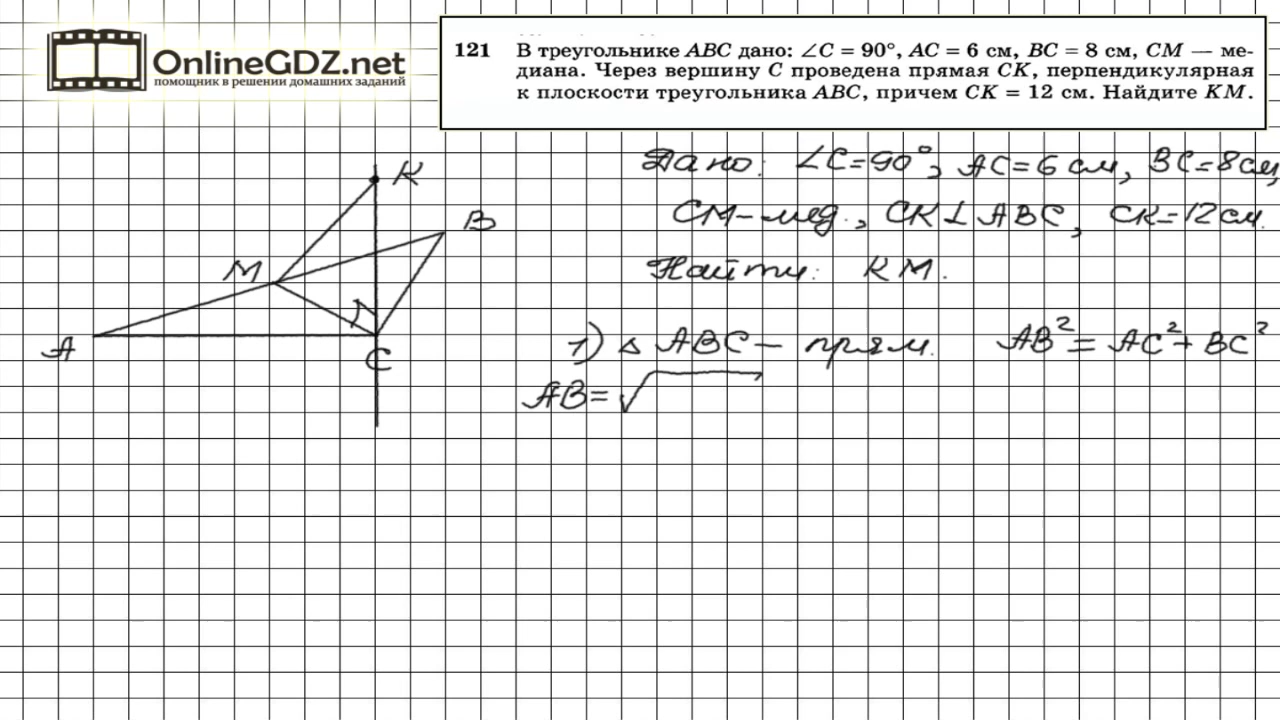 OnlineGDZ.net
помощник в решении домашних заданий
121 В треугольнике ABC дано: ∠C = 90°, AC = 6 см, BC = 8 см, CM — ме-
диана. Через вершину C проведена прямая CK, перпендикулярная
к плоскости треугольника ABC, причем CK = 12 см. Найдите KM.
Дано: ∠C=90°, AC=6 см, BC=8 см,
CM-мед., CK⊥ABC, CK=12 см.
Найти: KM.
K
B
M
A
C
1) △ ABC — прям. AB²= AC²+ BC²
AB=√